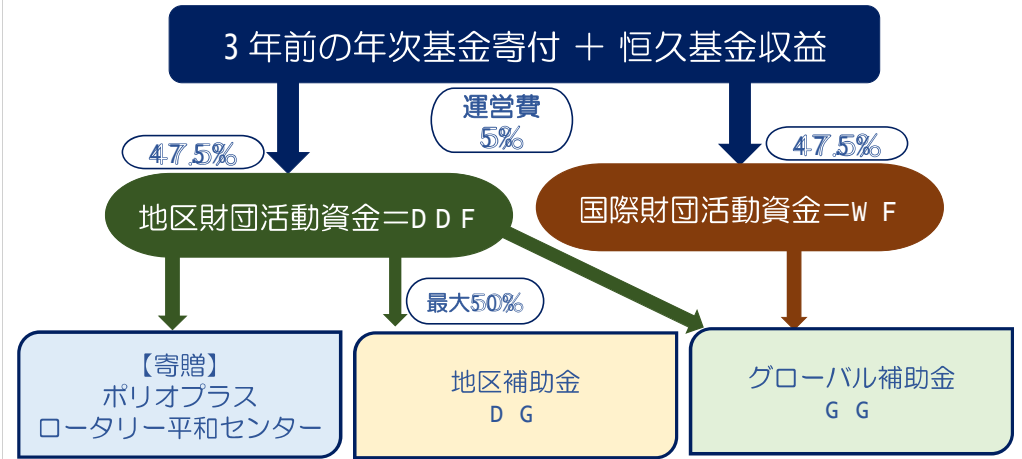 3年前の年次基金寄付 ＋ 恒久基金収益
運営費
5%
47.5%
47.5%
地区財団活動資金＝DDF
国際財団活動資金＝WF
最大50%
【寄贈】
ポリオプラス
ロータリー平和センター
地区補助金
DG
グローバル補助金
GG